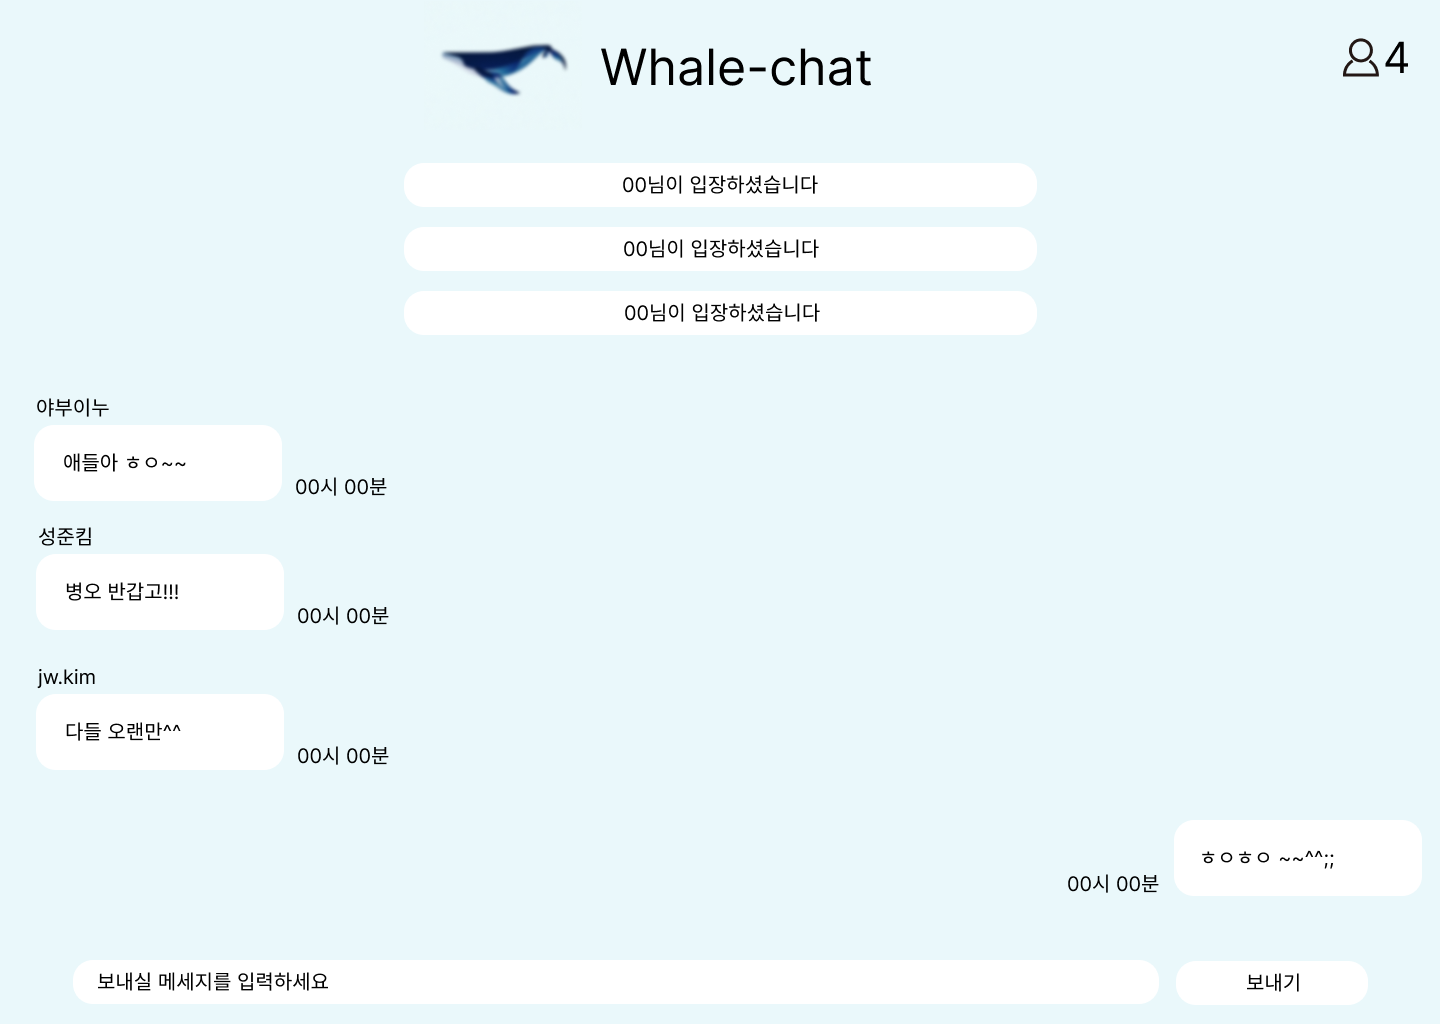 Whale-chat
4
00님이 입장하셨습니다
00님이 입장하셨습니다
00님이 입장하셨습니다
야부이누
애들아 ㅎㅇ~~
00시 00분
성준킴
병오 반갑고!!!
00시 00분
jw.kim
다들 오랜만^^
00시 00분
ㅎㅇㅎㅇ ~~^^;;
00시 00분
보내실 메세지를 입력하세요
보내기